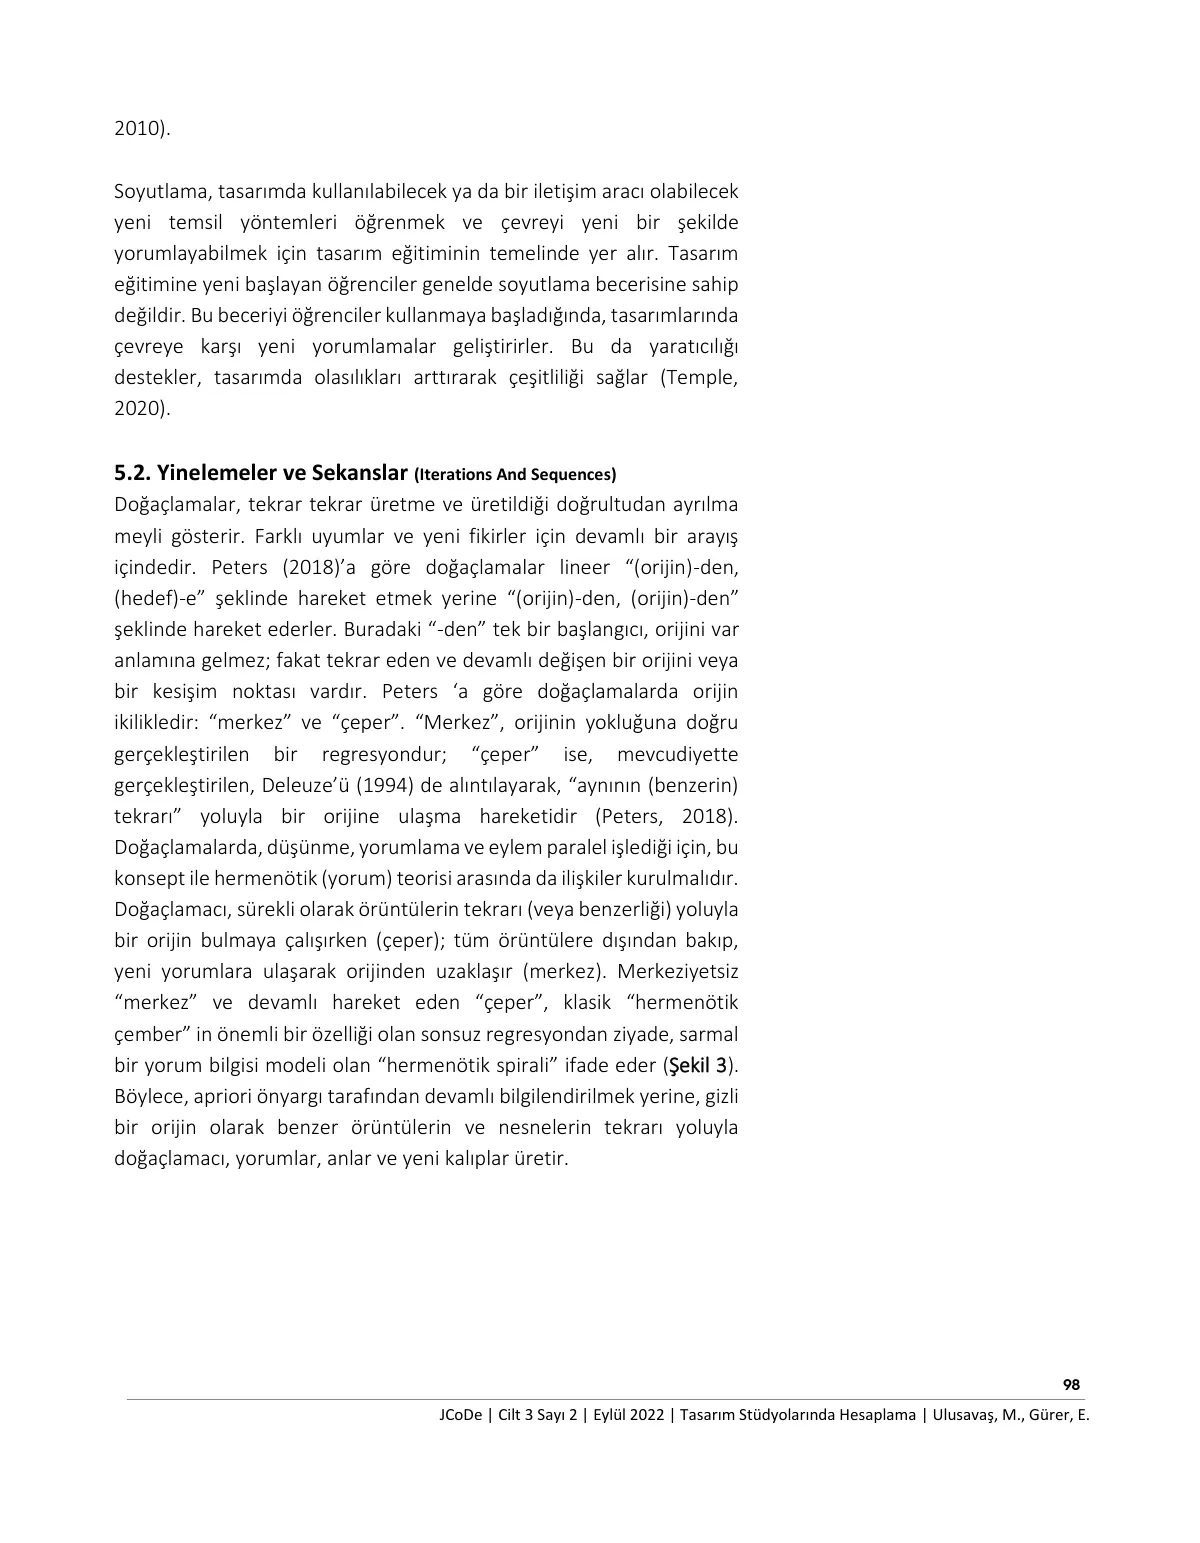 2010).
Soyutlama, tasarımda kullanılabilecek ya da bir iletişim aracı olabilecek
yeni temsil yöntemleri öğrenmek ve çevreyi yeni bir şekilde
yorumlayabilmek için tasarım eğitiminin temelinde yer alır. Tasarım
eğitimine yeni başlayan öğrenciler genelde soyutlama becerisine sahip
değildir. Bu beceriyi öğrenciler kullanmaya başladığında, tasarımlarında
çevreye karşı yeni yorumlamalar geliştirirler. Bu da yaratıcılığı
destekler, tasarımda olasılıkları arttırarak çeşitliliği sağlar (Temple,
2020).
5.2. Yinelemeler ve Sekanslar (Iterations And Sequences)
Doğaçlamalar, tekrar tekrar üretme ve üretildiği doğrultudan ayrılma
meyli gösterir. Farklı uyumlar ve yeni fikirler için devamlı bir arayış
içindedir. Peters (2018)’a göre doğaçlamalar lineer “(orijin)-den,
(hedef)-e” şeklinde hareket etmek yerine “(orijin)-den, (orijin)-den”
şeklinde hareket ederler. Buradaki “-den” tek bir başlangıcı, orijini var
anlamına gelmez; fakat tekrar eden ve devamlı değişen bir orijini veya
bir kesişim noktası vardır. Peters ‘a göre doğaçlamalarda orijin
ikilikledir: “merkez” ve “çeper”. “Merkez”, orijinin yokluğuna doğru
gerçekleştirilen bir regresyondur; “çeper” ise, mevcudiyette
gerçekleştirilen, Deleuze’ü (1994) de alıntılayarak, “aynının (benzerin)
tekrarı” yoluyla bir orijine ulaşma hareketidir (Peters, 2018).
Doğaçlamalarda, düşünme, yorumlama ve eylem paralel işlediği için, bu
konsept ile hermenötik (yorum) teorisi arasında da ilişkiler kurulmalıdır.
Doğaçlamacı, sürekli olarak örüntülerin tekrarı (veya benzerliği) yoluyla
bir orijin bulmaya çalışırken (çeper); tüm örüntülere dışından bakıp,
yeni yorumlara ulaşarak orijinden uzaklaşır (merkez). Merkeziyetsiz
“merkez” ve devamlı hareket eden “çeper”, klasik “hermenötik
çember” in önemli bir özelliği olan sonsuz regresyondan ziyade, sarmal
bir yorum bilgisi modeli olan “hermenötik spirali” ifade eder (Şekil 3).
Böylece, apriori önyargı tarafından devamlı bilgilendirilmek yerine, gizli
bir orijin olarak benzer örüntülerin ve nesnelerin tekrarı yoluyla
doğaçlamacı, yorumlar, anlar ve yeni kalıplar üretir.
98
JCoDe | Cilt 3 Sayı 2 | Eylül 2022 | Tasarım Stüdyolarında Hesaplama | Ulusavaş, M., Gürer, E.